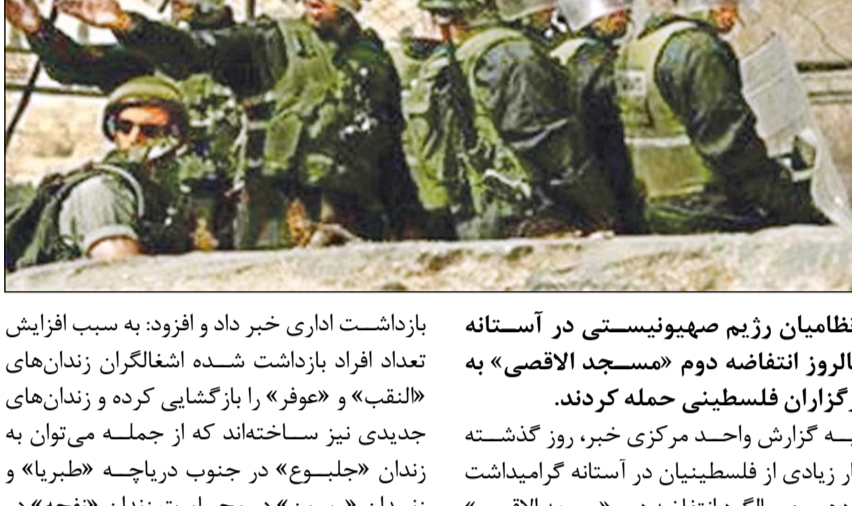 نظامیان رژیم صهیونیستی در آستانه
الروز انتفاضه دوم «مسجد الاقصی» به
رگزاران فلسطینی حمله کردند.
به گزارش واحد مرکزی خبر، روز گذشته
ار زیادی از فلسطینیان در آستانه گرامیداشت
بازداشت اداری خبر داد و افزود: به سبب افزایش
تعداد افراد بازداشت شده اشغالگران زندان‌های
«النقب» و «عوفر» را بازگشایی کرده و زندان‌های
جدیدی نیز ساخته‌اند که از جمله می‌توان به
زندان «جلبوع» در جنوب دریاچه «طبریا» و